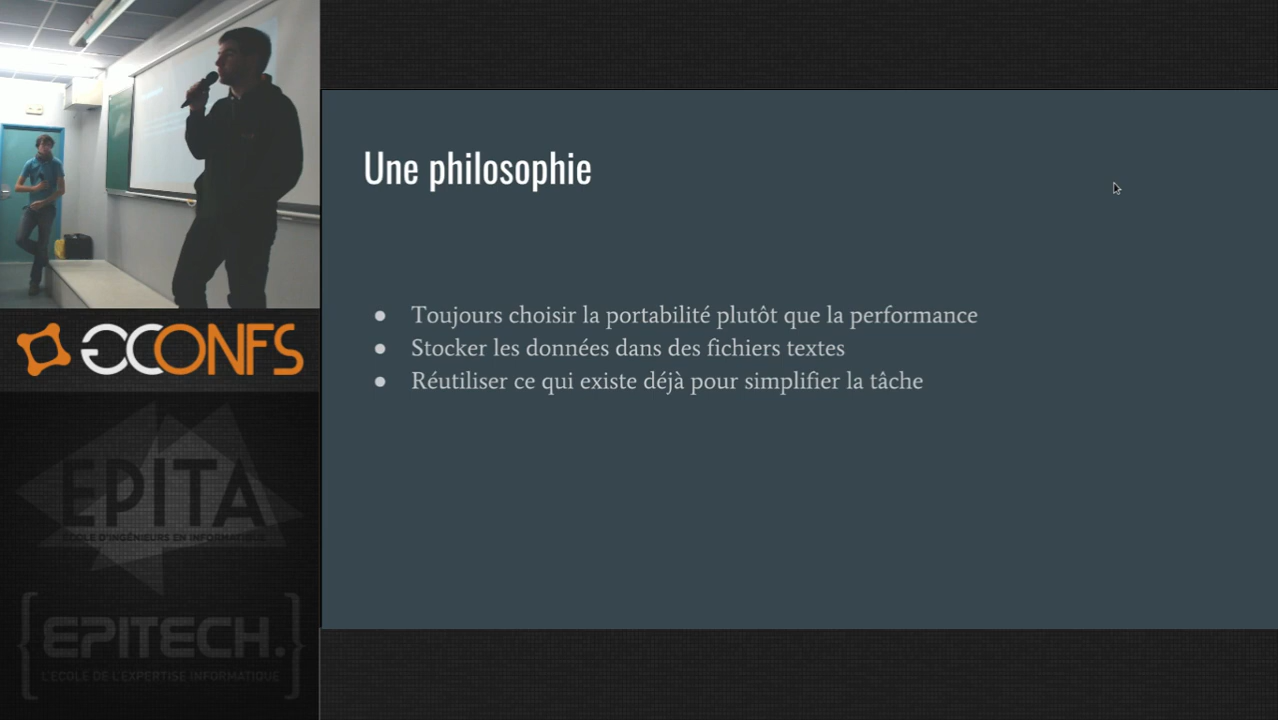 Une philosophie
● Toujours choisir la portabilité plutôt que la performance
● Stocker les données dans des fichiers textes
● Réutiliser ce qui existe déjà pour simplifier la tâche
CONFS
EPITA
ÉCOLE D'INGÉNIEURS EN INFORMATIQUE
{EPITECH.}
L'ECOLE DE L'EXPERTISE INFORMATIQUE